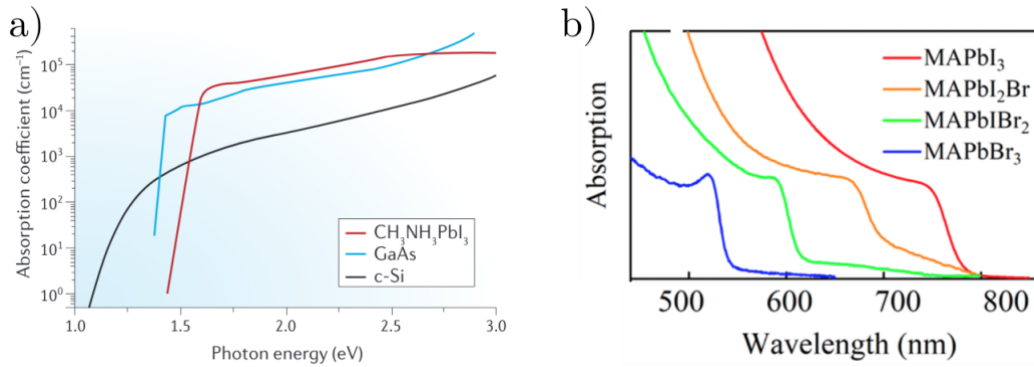 a)
Absorption coefficient (cm⁻¹)
10⁵
10⁴
10³
10²
10¹
10⁰
1.0 1.5 2.0 2.5 3.0
Photon energy (eV)
CH₃NH₃PbI₃
GaAs
c-Si
b)
Absorption
MAPbI₃
MAPbI₂Br
MAPbIBr₂
MAPbBr₃
500 600 700 800
Wavelength (nm)